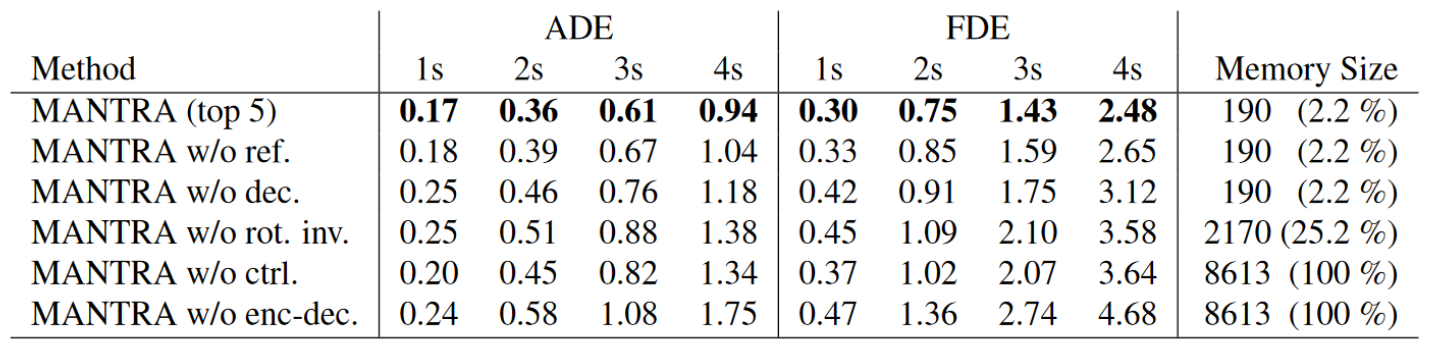 ADE FDE
Method 1s 2s 3s 4s 1s 2s 3s 4s Memory Size
MANTRA (top 5) 0.17 0.36 0.61 0.94 0.30 0.75 1.43 2.48 190 (2.2 %)
MANTRA w/o ref. 0.18 0.39 0.67 1.04 0.33 0.85 1.59 2.65 190 (2.2 %)
MANTRA w/o dec. 0.25 0.46 0.76 1.18 0.42 0.91 1.75 3.12 190 (2.2 %)
MANTRA w/o rot. inv. 0.25 0.51 0.88 1.38 0.45 1.09 2.10 3.58 2170 (25.2 %)
MANTRA w/o ctrl. 0.20 0.45 0.82 1.34 0.37 1.02 2.07 3.64 8613 (100 %)
MANTRA w/o enc-dec. 0.24 0.58 1.08 1.75 0.47 1.36 2.74 4.68 8613 (100 %)